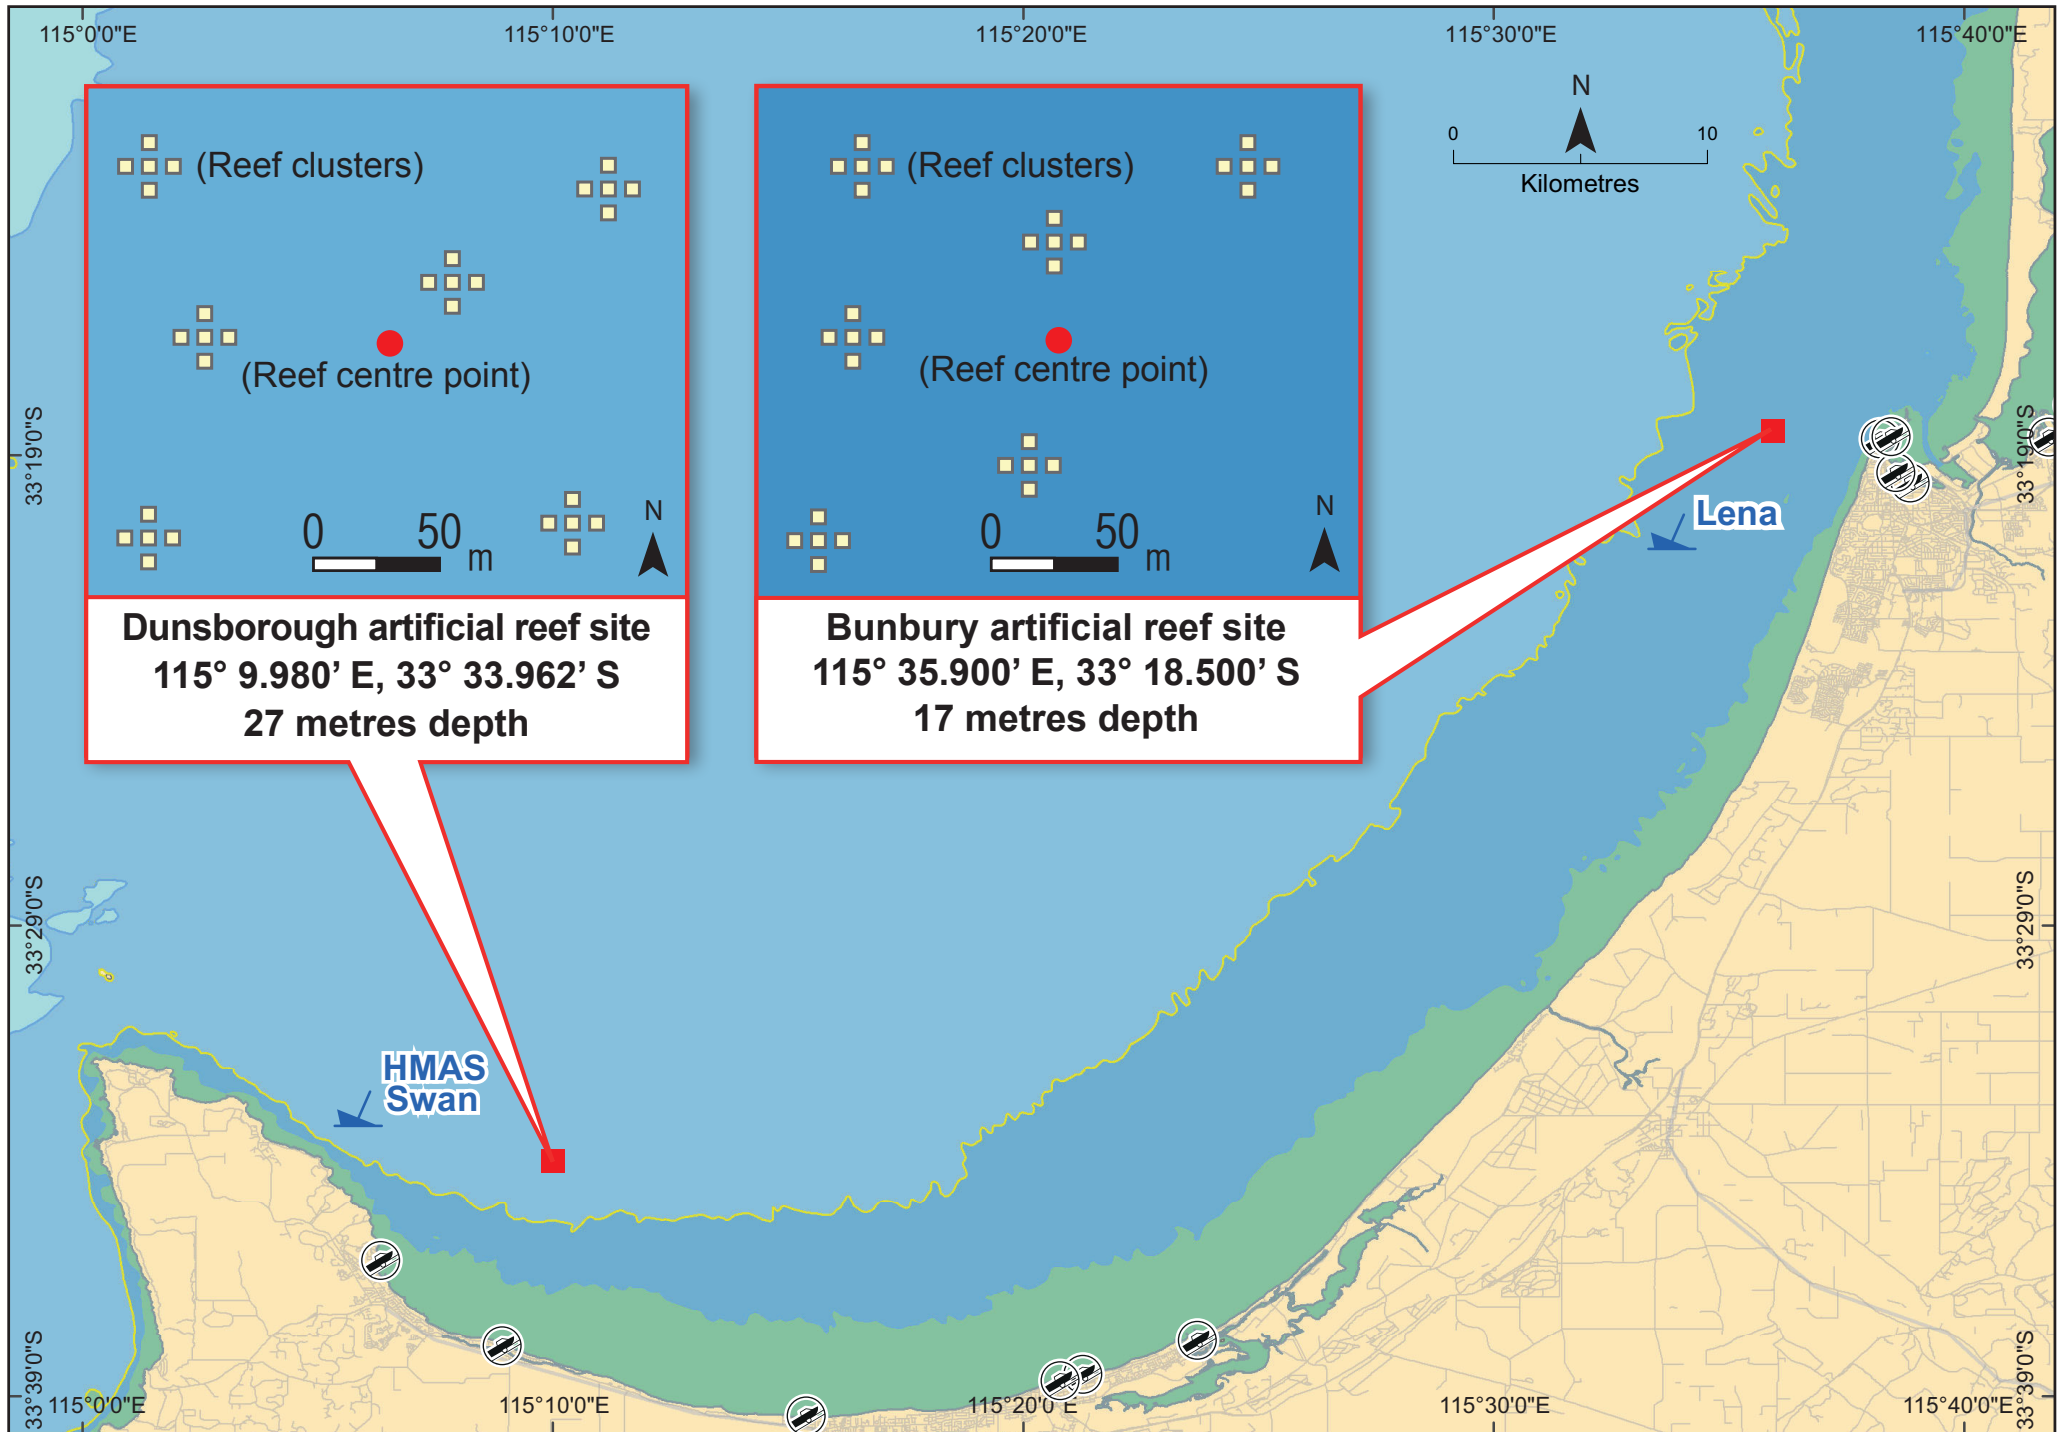 115°0'0"E
115°10'0"E
115°20'0"E
115°30'0"E
115°40'0"E
(Reef clusters)
(Reef centre point)
0 50 m
N
Dunsborough artificial reef site
115° 9.980’ E, 33° 33.962’ S
27 metres depth
(Reef clusters)
(Reef centre point)
0 50 m
N
Bunbury artificial reef site
115° 35.900’ E, 33° 18.500’ S
17 metres depth
N
0 10
Kilometres
33°19'0"S
33°19'0"S
Lena
33°29'0"S
33°29'0"S
HMAS
Swan
33°39'0"S
33°39'0"S
115°0'0"E
115°10'0"E
115°20'0"E
115°30'0"E
115°40'0"E